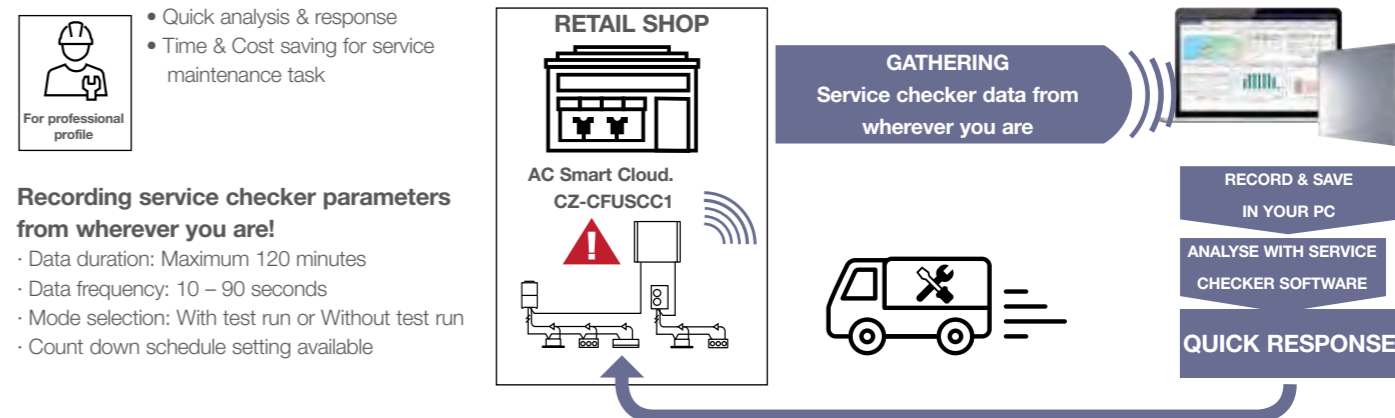 • Quick analysis & response
• Time & Cost saving for service
maintenance task
For professional
profile
Recording service checker parameters
from wherever you are!
· Data duration: Maximum 120 minutes
· Data frequency: 10 – 90 seconds
· Mode selection: With test run or Without test run
· Count down schedule setting available
RETAIL SHOP
AC Smart Cloud.
CZ-CFUSCC1
!
GATHERING
Service checker data from
wherever you are
RECORD & SAVE
IN YOUR PC
ANALYSE WITH SERVICE
CHECKER SOFTWARE
QUICK RESPONSE